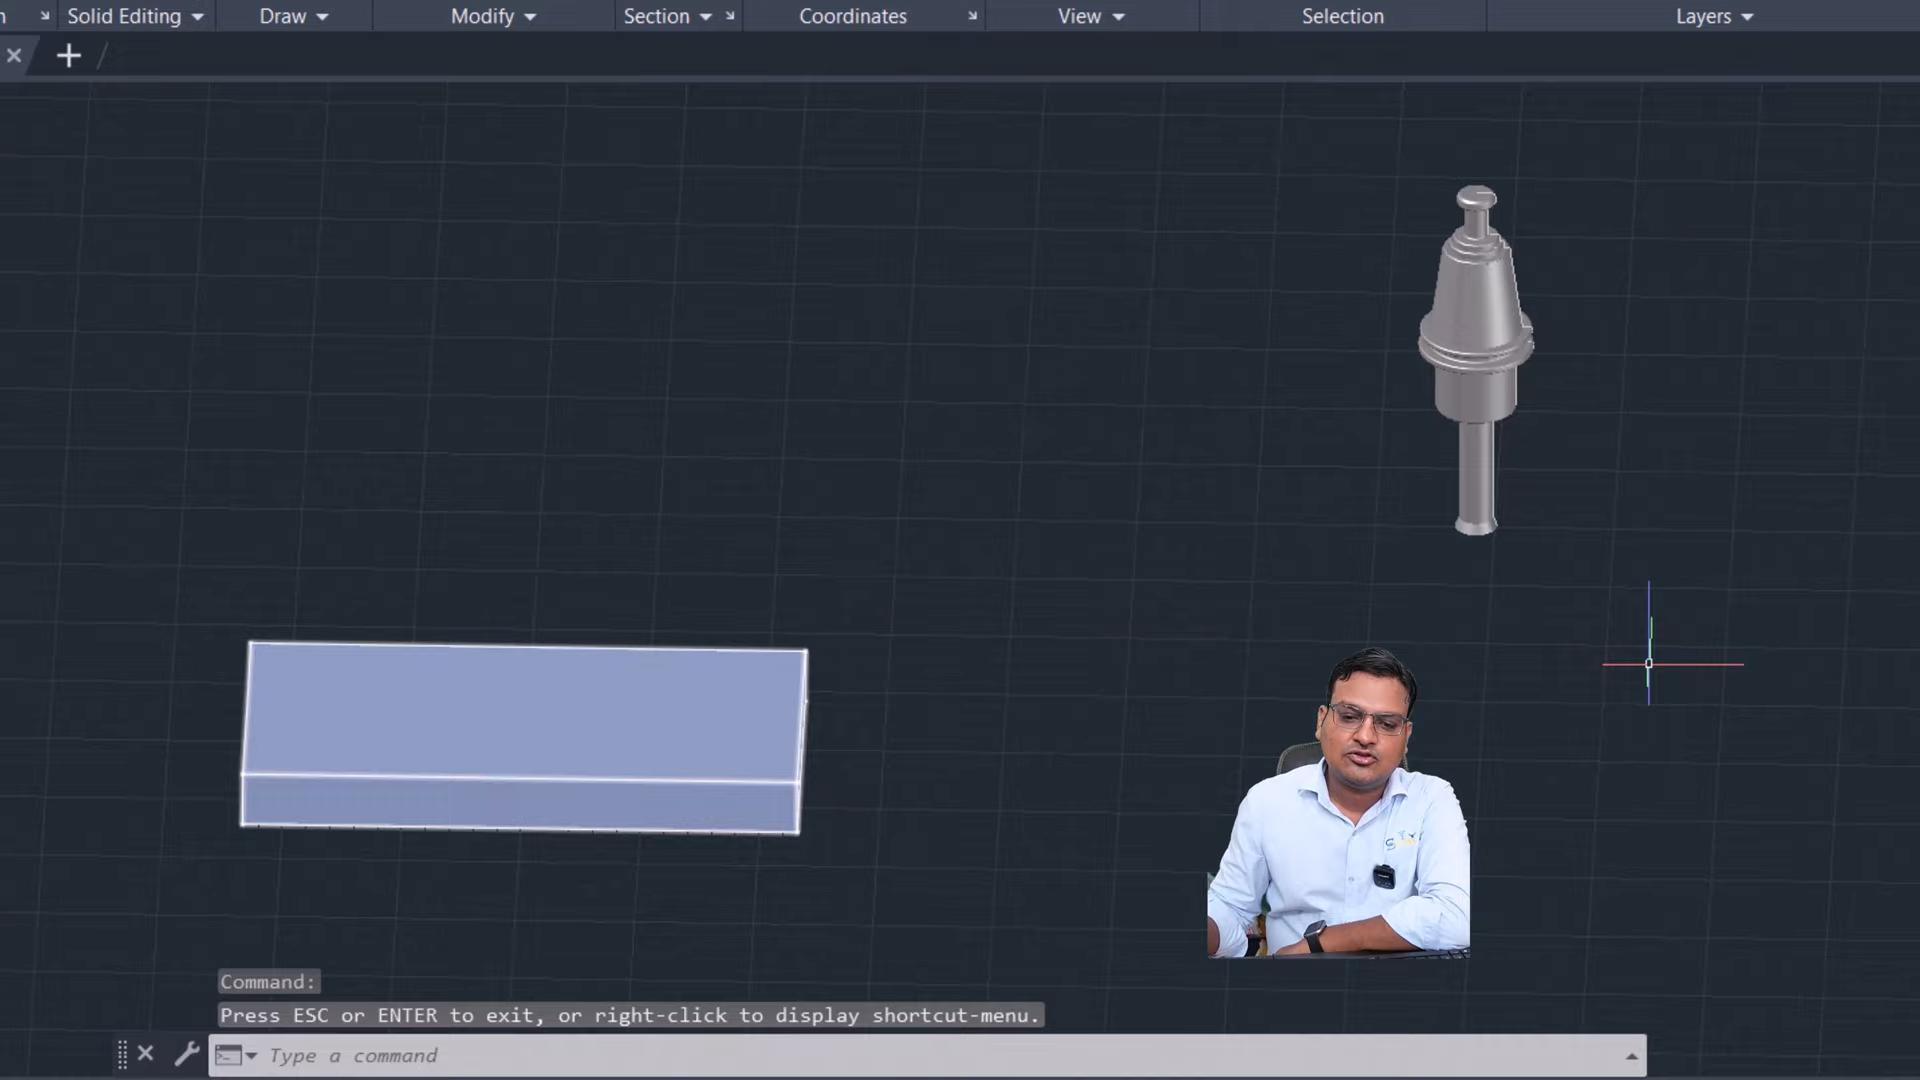 Solid Editing
Draw
Modify
Section
Coordinates
View
Selection
Layers
Command:
Press ESC or ENTER to exit, or right-click to display shortcut-menu.
Type a command